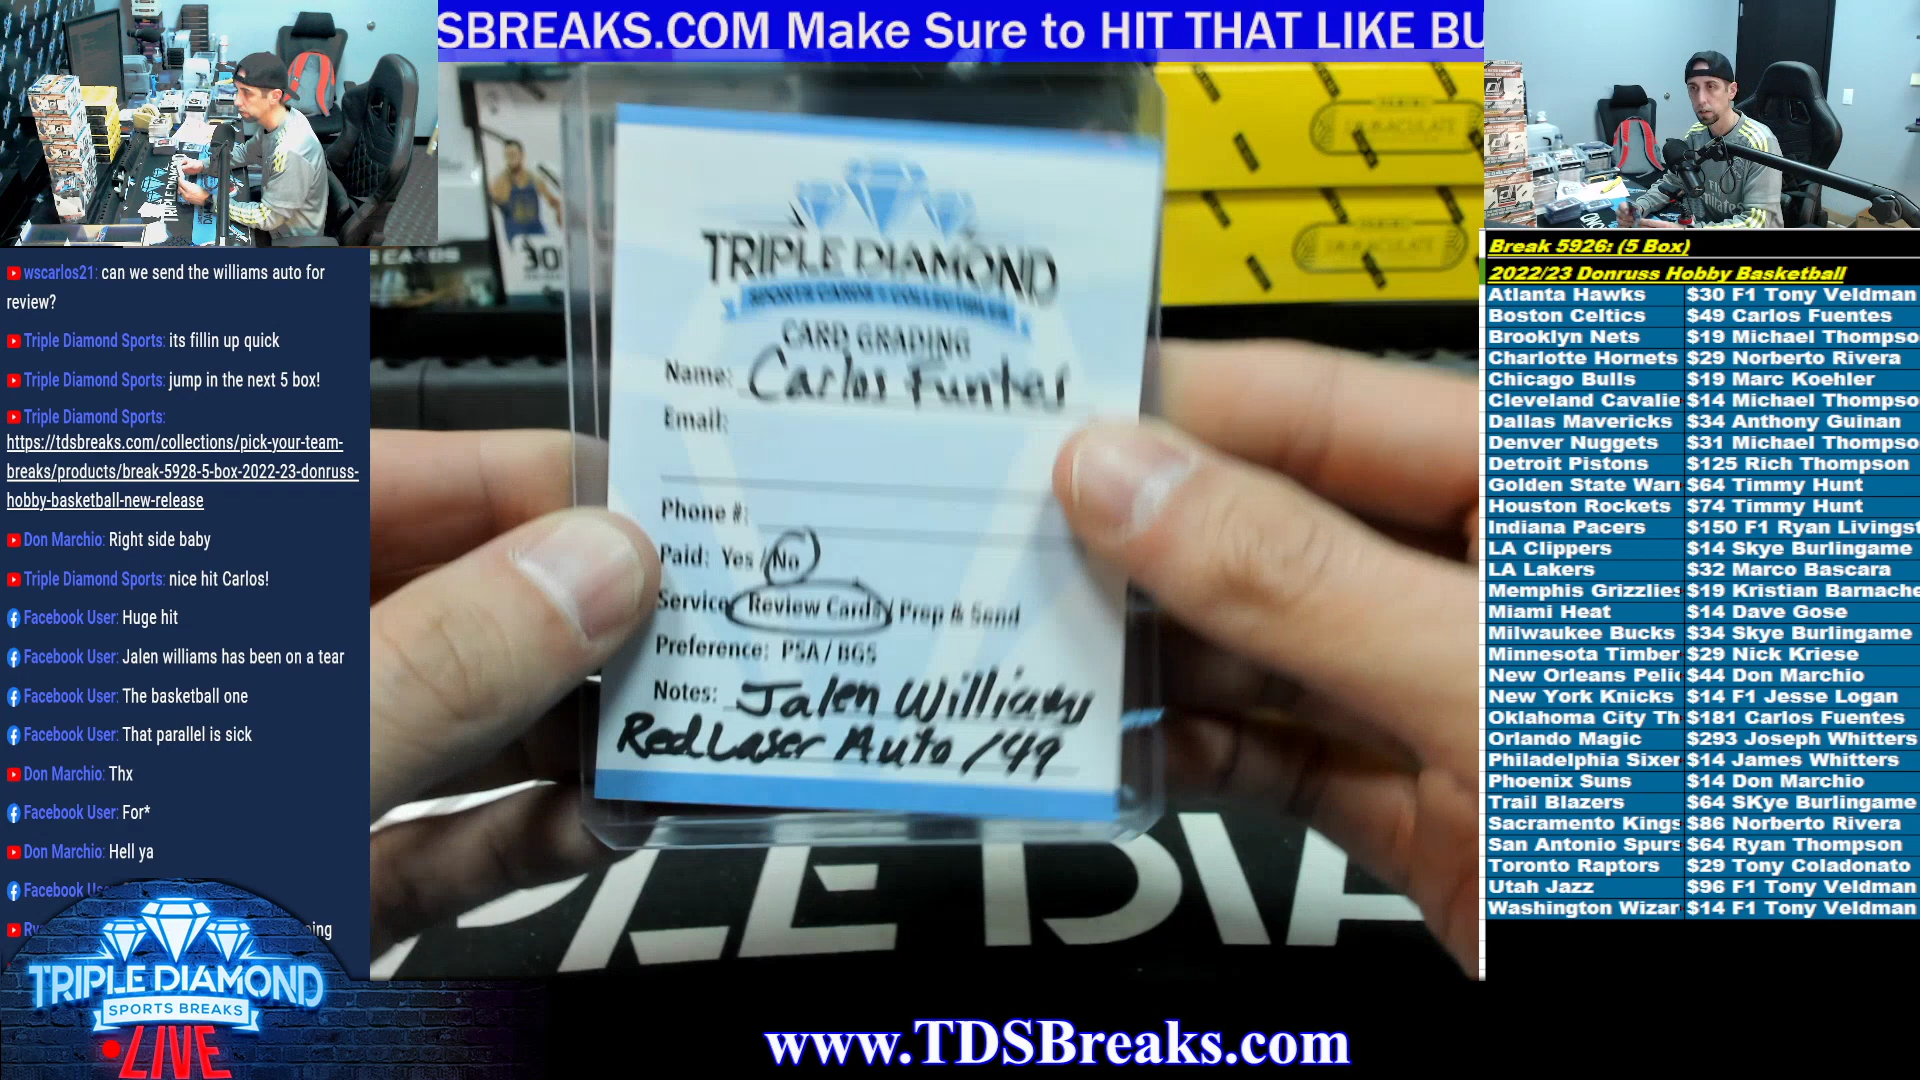 SBREAKS.COM Make Sure to HIT THAT LIKE BU
wscarlos21: can we send the williams auto for
review?
Triple Diamond Sports: its fillin up quick
Triple Diamond Sports: jump in the next 5 box!
Triple Diamond Sports:
https://tdsbreaks.com/collections/pick-your-team-
breaks/products/break-5928-5-box-2022-23-donruss-
hobby-basketball-new-release
Don Marchio: Right side baby
Triple Diamond Sports: nice hit Carlos!
Facebook User: Huge hit
Facebook User: Jalen williams has been on a tear
Facebook User: The basketball one
Facebook User: That parallel is sick
Don Marchio: Thx
Facebook User: For*
Don Marchio: Hell ya
Facebook
TRIPLE DIAMOND
SPORTS BREAKS
LIVE
30
IMMACULATE
TRIPLE DIAMOND
SPORTS CARDS & COLLECTIBLES
CARD GRADING
Name: Carlos Funtes
Email:
Phone #:
Paid: Yes / No
Service: Review Cards / Prep & Send
Preference: PSA / BGS
Notes: Jalen Williams
Red Laser Auto /49
www.TDSBreaks.com
Break 5926: (5 Box)
2022/23 Donruss Hobby Basketball
Atlanta Hawks $30 F1 Tony Veldman
Boston Celtics $49 Carlos Fuentes
Brooklyn Nets $19 Michael Thompso
Charlotte Hornets $29 Norberto Rivera
Chicago Bulls $19 Marc Koehler
Cleveland Cavalie $14 Michael Thompso
Dallas Mavericks $34 Anthony Guinan
Denver Nuggets $31 Michael Thompso
Detroit Pistons $125 Rich Thompson
Golden State Warr $64 Timmy Hunt
Houston Rockets $74 Timmy Hunt
Indiana Pacers $150 F1 Ryan Livingst
LA Clippers $14 Skye Burlingame
LA Lakers $32 Marco Bascara
Memphis Grizzlies $19 Kristian Barnache
Miami Heat $14 Dave Gose
Milwaukee Bucks $34 Skye Burlingame
Minnesota Timber $29 Nick Kriese
New Orleans Pelic $44 Don Marchio
New York Knicks $14 F1 Jesse Logan
Oklahoma City Th $181 Carlos Fuentes
Orlando Magic $293 Joseph Whitters
Philadelphia Sixer $14 James Whitters
Phoenix Suns $14 Don Marchio
Trail Blazers $64 SKye Burlingame
Sacramento Kings $86 Norberto Rivera
San Antonio Spurs $64 Ryan Thompson
Toronto Raptors $29 Tony Coladonato
Utah Jazz $96 F1 Tony Veldman
Washington Wizar $14 F1 Tony Veldman